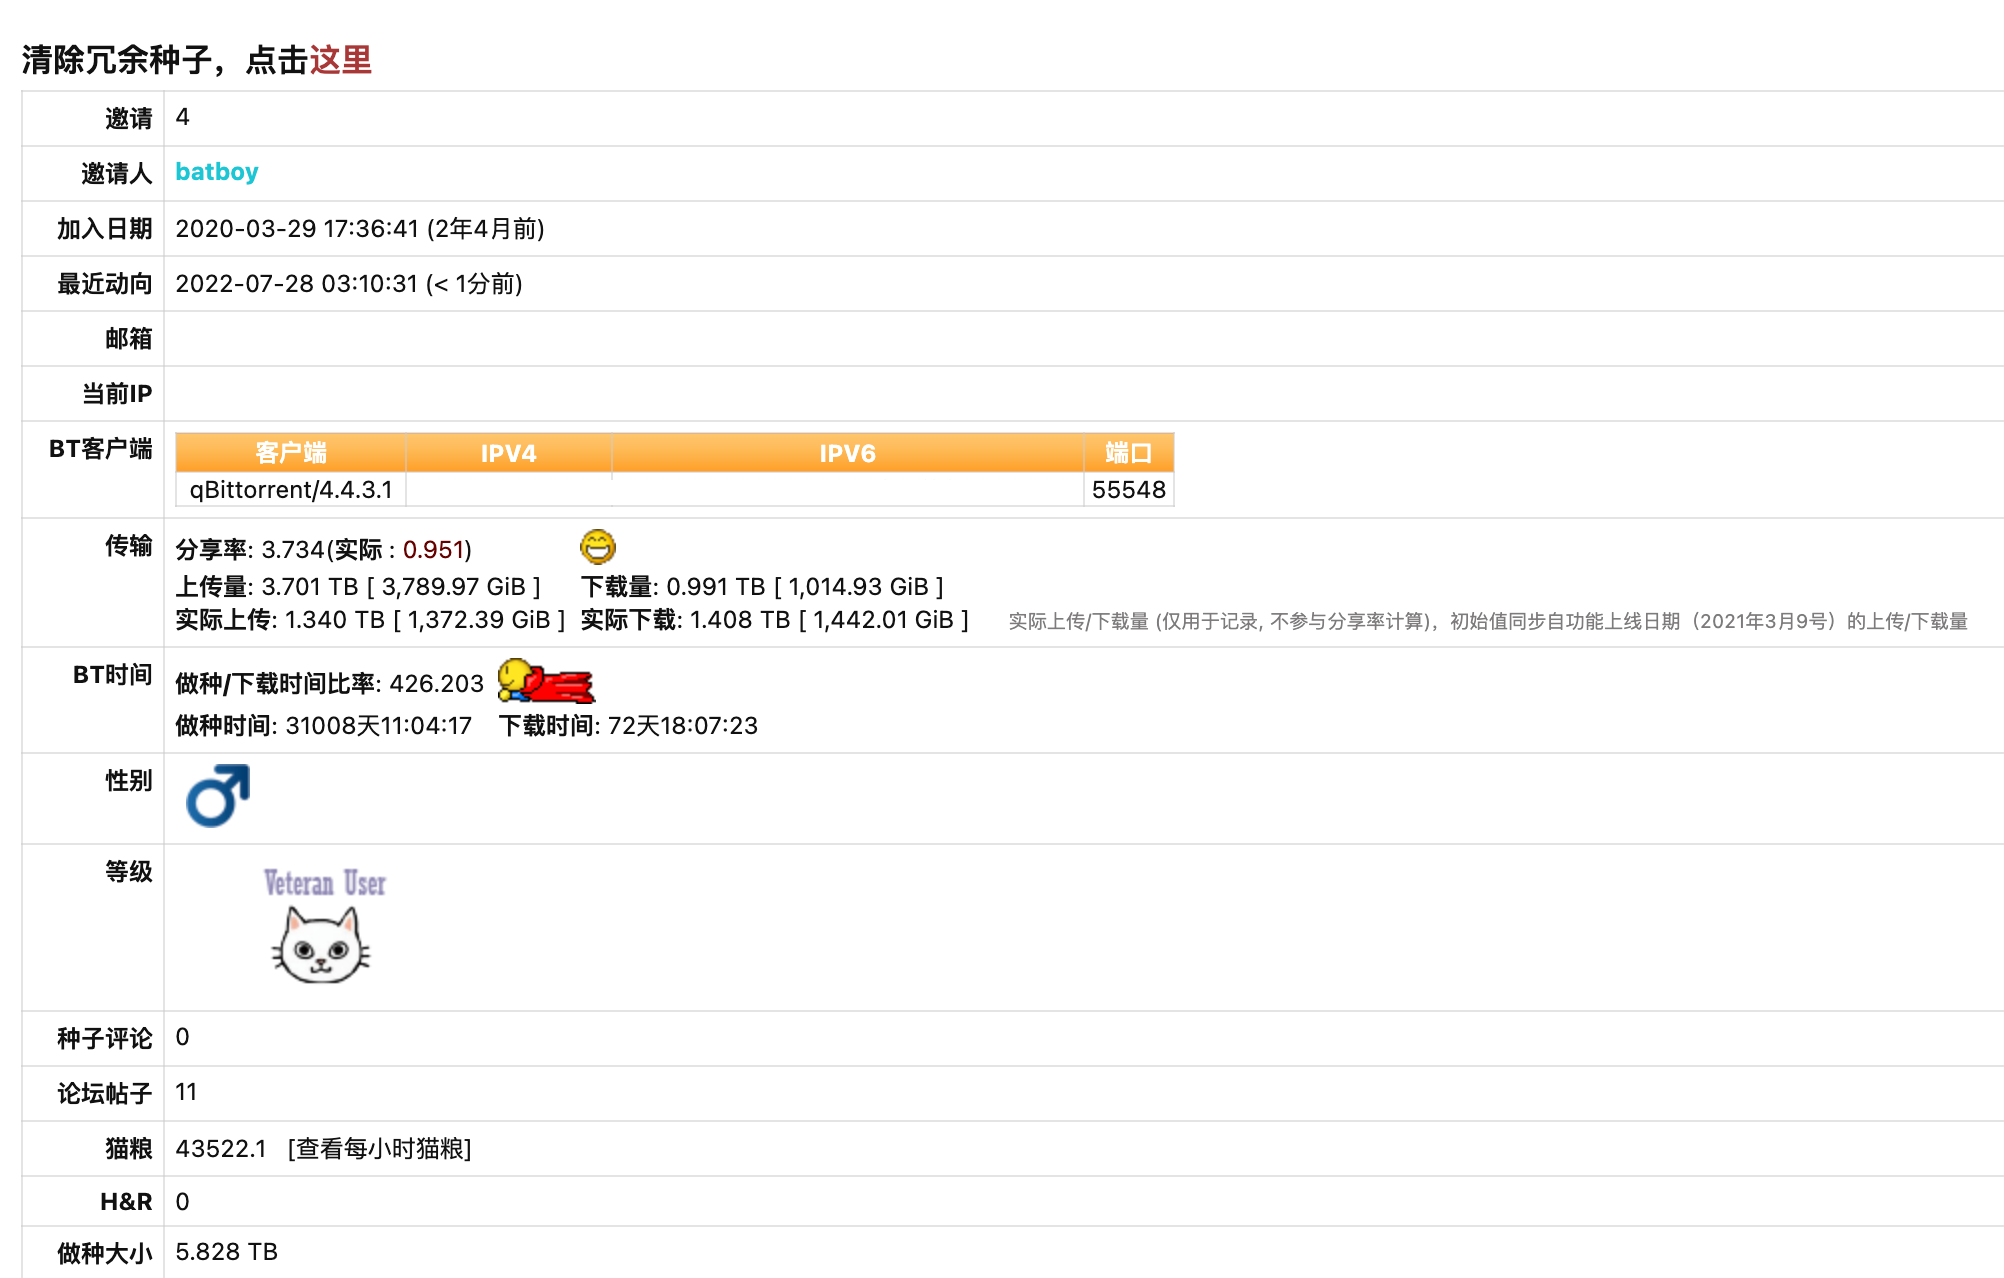 清除冗余种子，点击这里
邀请 4
邀请人 batboy
加入日期 2020-03-29 17:36:41 (2年4月前)
最近动向 2022-07-28 03:10:31 (< 1分前)
邮箱
当前IP
BT客户端 客户端 IPV4 IPV6 端口
qBittorrent/4.4.3.1 55548
传输 分享率: 3.734(实际 : 0.951)
上传量: 3.701 TB [ 3,789.97 GiB ] 下载量: 0.991 TB [ 1,014.93 GiB ]
实际上传: 1.340 TB [ 1,372.39 GiB ] 实际下载: 1.408 TB [ 1,442.01 GiB ] 实际上传/下载量 (仅用于记录, 不参与分享率计算)，初始值同步自功能上线日期（2021年3月9号）的上传/下载量
BT时间 做种/下载时间比率: 426.203
做种时间: 31008天11:04:17 下载时间: 72天18:07:23
性别
等级 Veteran User
种子评论 0
论坛帖子 11
猫粮 43522.1 [查看每小时猫粮]
H&R 0
做种大小 5.828 TB